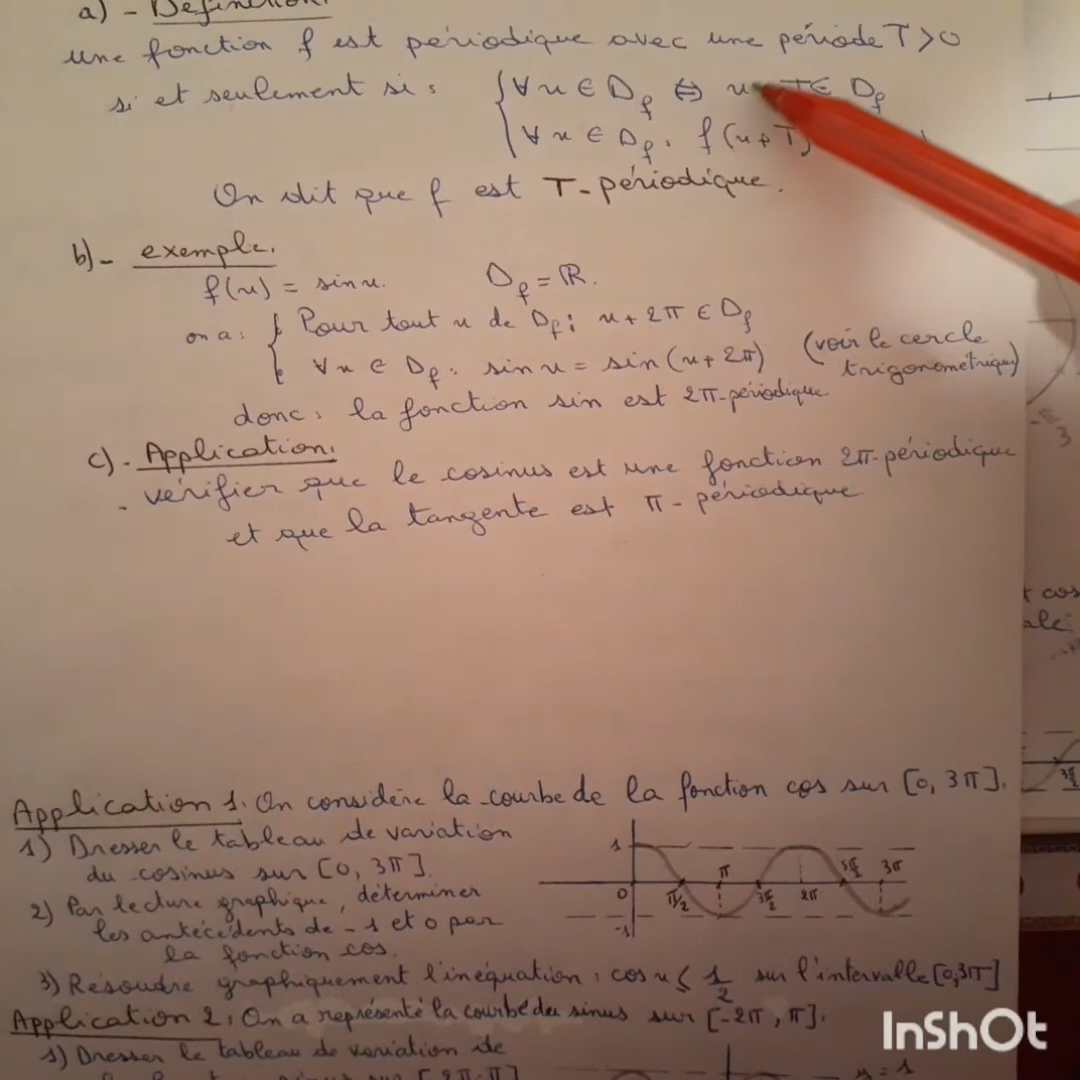 a) - Définition.
une fonction f est périodique avec une période T > 0
si et seulement si : { ∀ x ∈ D_f ⇔ x T ∈ D_f
∀ x ∈ D_f . f(x + T)
On dit que f est T-périodique.
b) - exemple.
f(x) = sin x. D_f = ℝ.
on a : { Pour tout x de D_f ; x + 2π ∈ D_f
∀ x ∈ D_f . sin x = sin (x + 2π) (voir le cercle
trigonométrique)
donc : la fonction sin est 2π-périodique.
c) - Application.
- vérifier que le cosinus est une fonction 2π-périodique
et que la tangente est π-périodique
Application 1. On considère la courbe de la fonction cos sur [0, 3π].
1) Dresser le tableau de variation
du cosinus sur [0, 3π].
2) Par lecture graphique, déterminer
les antécédents de -1 et 0 par
la fonction cos.
1
0 π/2 π 3π/2 2π 5π/2 3π
-1
3) Résoudre graphiquement l'inéquation : cos x ≤ 1/2 sur l'intervalle [0, 3π]
Application 2 : On a représenté la courbe du sinus sur [-2π, π].
1) Dresser le tableau de variation de
y = 1
cos
3π/2
InShOt